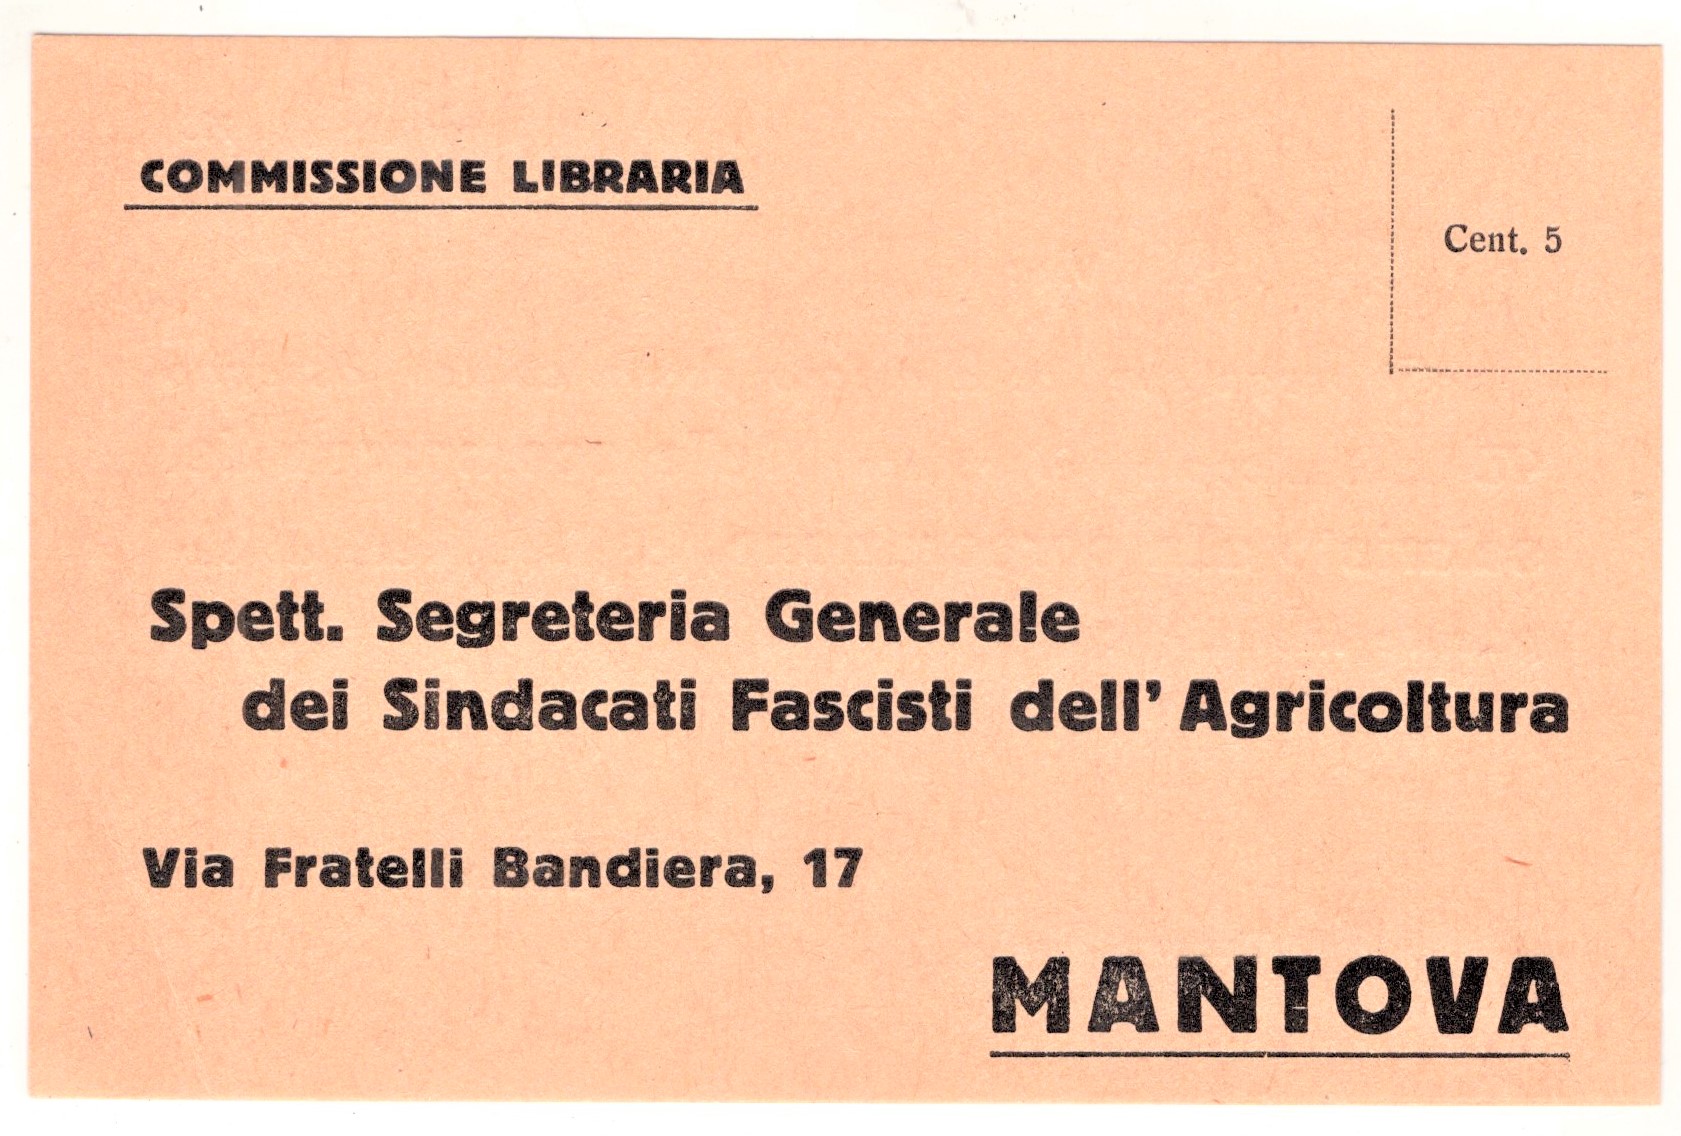 COMMISSIONE LIBRARIA
Cent. 5
Spett. Segreteria Generale
dei Sindacati Fascisti dell' Agricoltura
Via Fratelli Bandiera, 17
MANTOVA